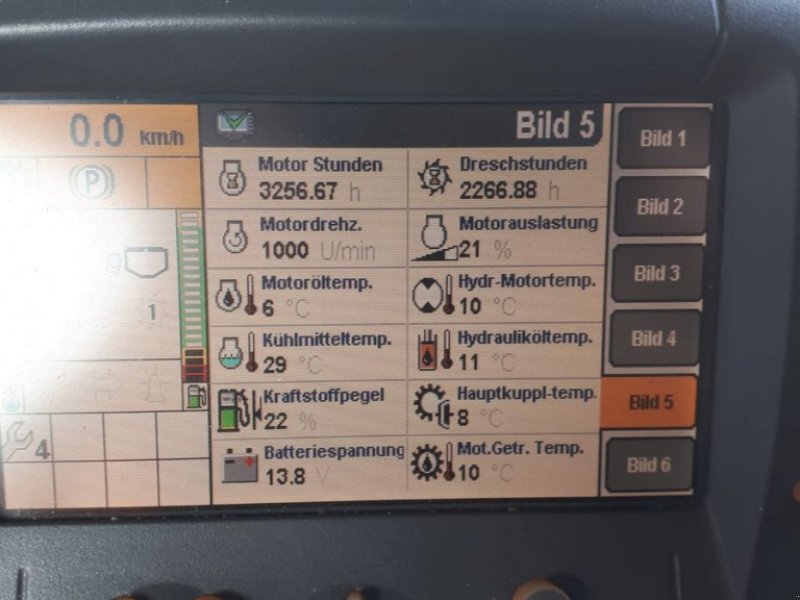 0.0 km/h
P
Bild 5
Motor Stunden
3256.67 h
Dreschstunden
2266.88 h
Motordrehz.
1000 U/min
Motorauslastung
21 %
Motoröltemp.
6 °C
Hydr-Motortemp.
10 °C
Kühlmitteltemp.
29 °C
Hydrauliköltemp.
11 °C
Kraftstoffpegel
22 %
Hauptkuppl-temp.
8 °C
Batteriespannung
13.8 V
Mot.Getr. Temp.
10 °C
1
4
Bild 1
Bild 2
Bild 3
Bild 4
Bild 5
Bild 6